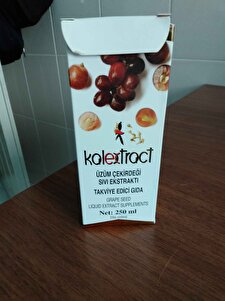 kolextract
ÜZÜM ÇEKİRDEĞİ
SIVI EKSTRAKTI
TAKVİYE EDİCİ GIDA
GRAPE SEED
LIQUID EXTRACT SUPPLEMENTS
Net: 250 ml